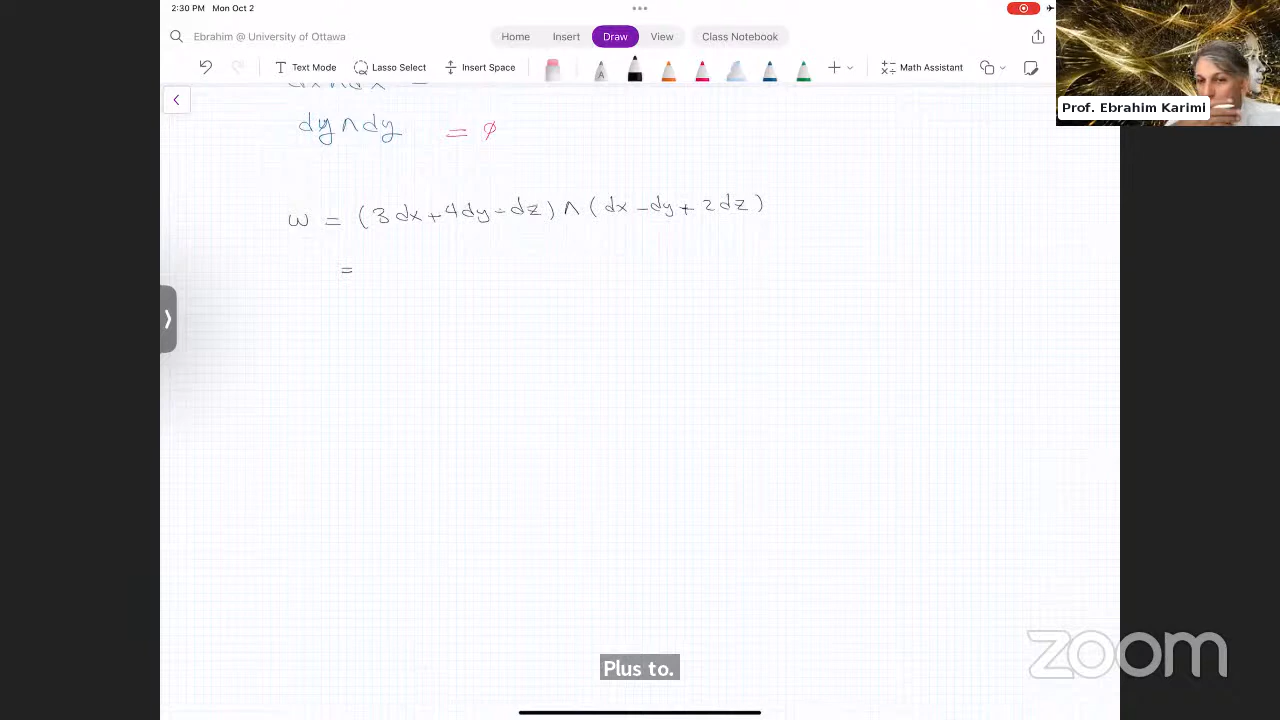 2:30 PM Mon Oct 2
Ebrahim @ University of Ottawa
Home Insert Draw View Class Notebook
Text Mode Lasso Select Insert Space Math Assistant
Prof. Ebrahim Karimi
dx∧dx =
dy∧dy = ∅
w = (3dx+4dy-dz)∧(dx-dy+2dz)
=
Plus to.
zoom